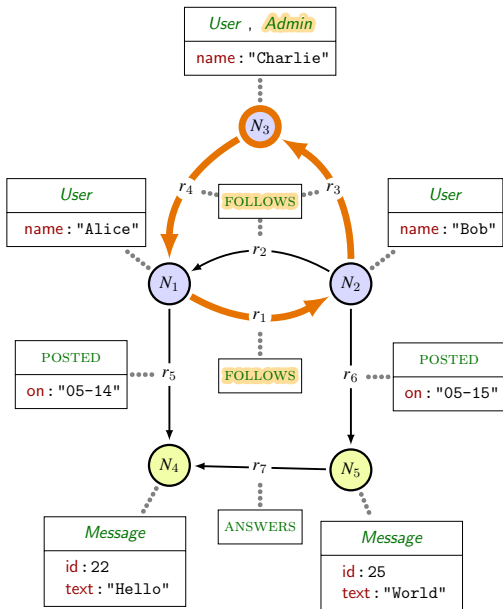 User , Admin
name : "Charlie"
N3
r4
r3
FOLLOWS
User
name : "Alice"
User
name : "Bob"
r2
N1
N2
r1
POSTED
on : "05-14"
r5
FOLLOWS
r6
POSTED
on : "05-15"
N4
r7
N5
ANSWERS
Message
id : 22
text : "Hello"
Message
id : 25
text : "World"